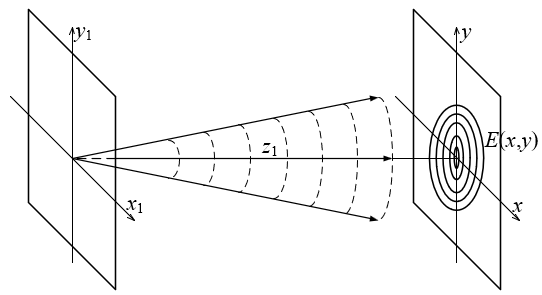 y₁
y
E(x,y)
z₁
x₁
x